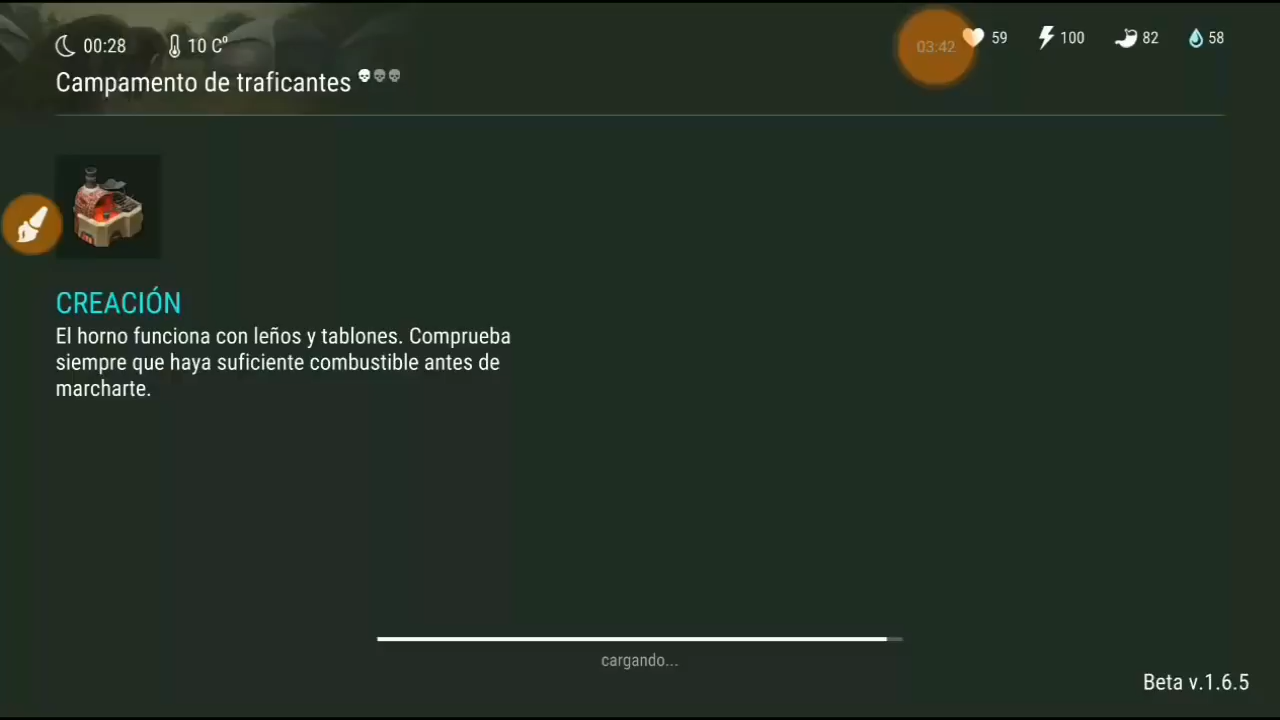 00:28 10 Cº
03:42 59 100 82 58
Campamento de traficantes
CREACIÓN
El horno funciona con leños y tablones. Comprueba
siempre que haya suficiente combustible antes de
marcharte.
cargando...
Beta v.1.6.5